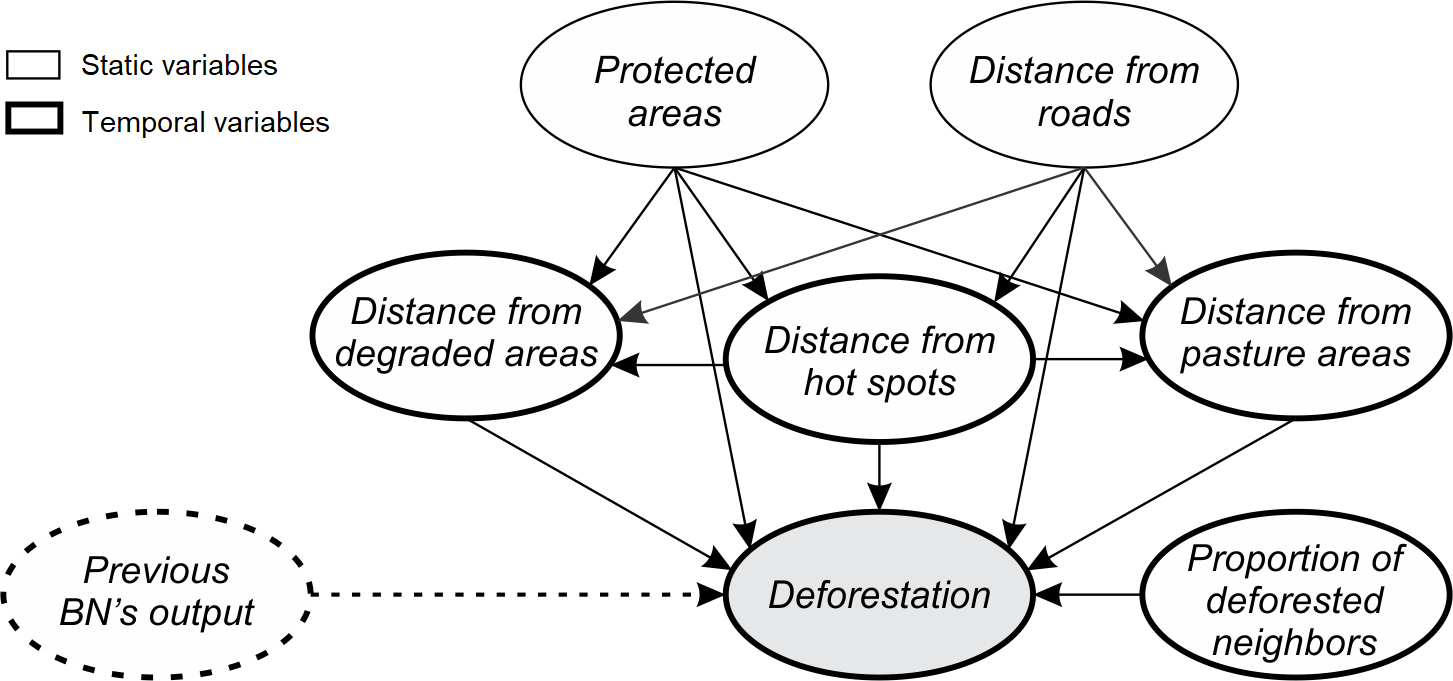 Static variables
Temporal variables
Protected
areas
Distance from
roads
Distance from
degraded areas
Distance from
hot spots
Distance from
pasture areas
Previous
BN's output
Deforestation
Proportion of
deforested
neighbors